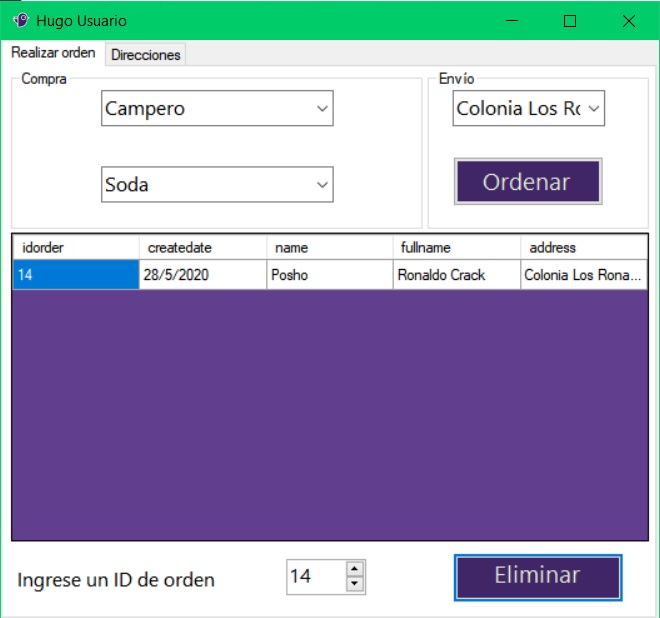 Hugo Usuario
Realizar orden Direcciones
Compra Envío
Campero Colonia Los Ro
Soda Ordenar
idorder createdate name fullname address
14 28/5/2020 Posho Ronaldo Crack Colonia Los Rona...
Ingrese un ID de orden 14 Eliminar